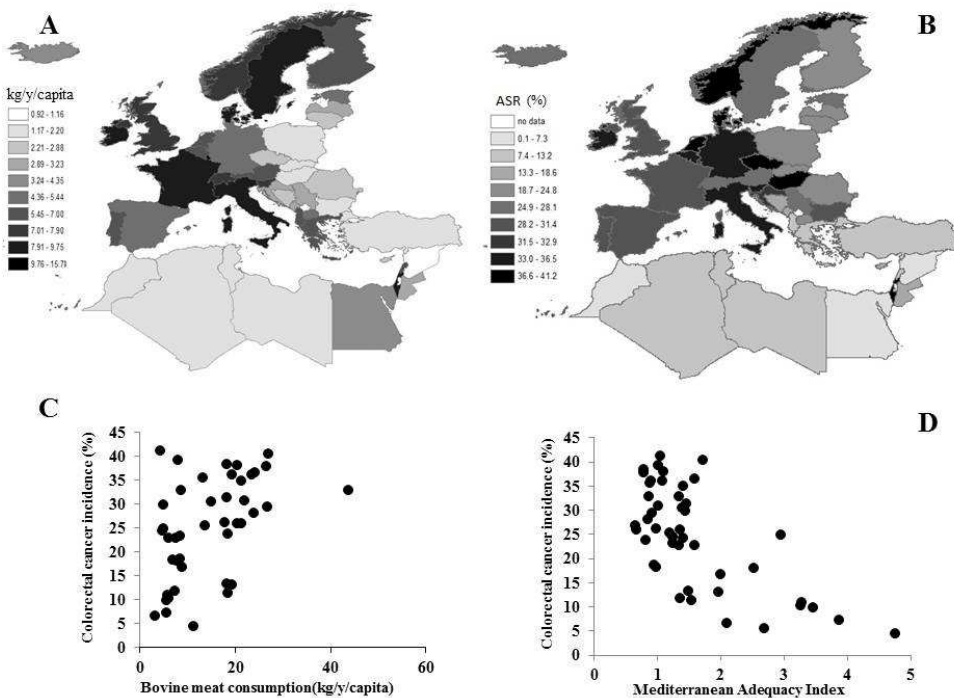 A
kg/y/capita
0.92 - 1.16
1.17 - 2.20
2.21 - 2.88
2.89 - 3.23
3.24 - 4.35
4.36 - 5.44
5.45 - 7.00
7.01 - 7.90
7.91 - 9.75
B
ASR (%)
no data
0.1 - 7.3
7.4 - 13.2
13.3 - 18.6
18.7 - 24.8
24.9 - 28.1
28.2 - 31.4
31.5 - 32.9
33.0 - 36.5
36.6 - 41.2
C
Colorectal cancer incidence (%)
45
40
35
30
25
20
15
10
5
0
0
20
40
60
Bovine meat consumption(kg/y/capita)
D
Colorectal cancer incidence (%)
45
40
35
30
25
20
15
10
5
0
0
1
2
3
4
5
Mediterranean Adequacy Index